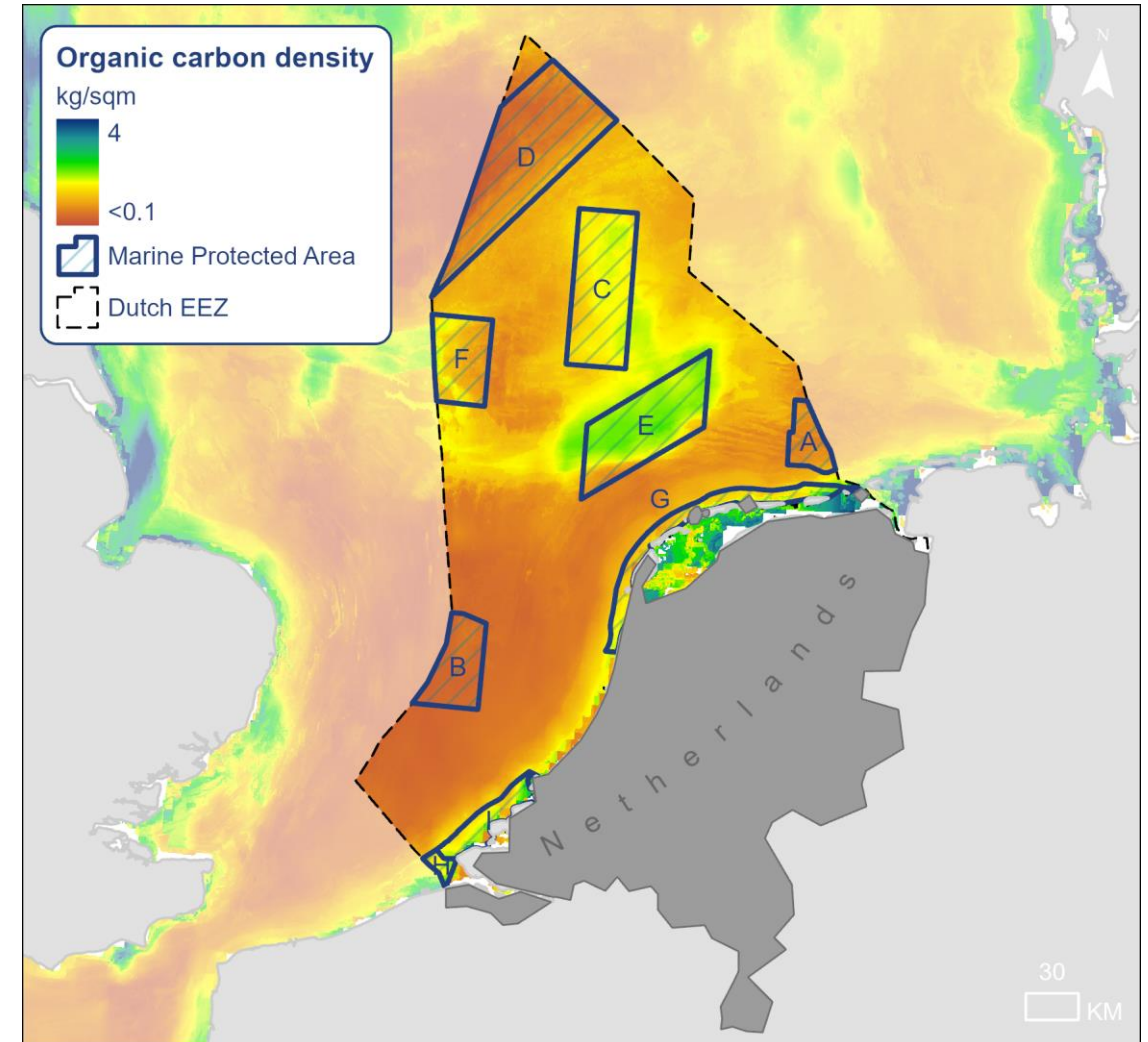 Organic carbon density
kg/sqm
4
<0.1
Marine Protected Area
Dutch EEZ
N
D
C
F
E
A
G
B
I
H
Netherlands
30
KM